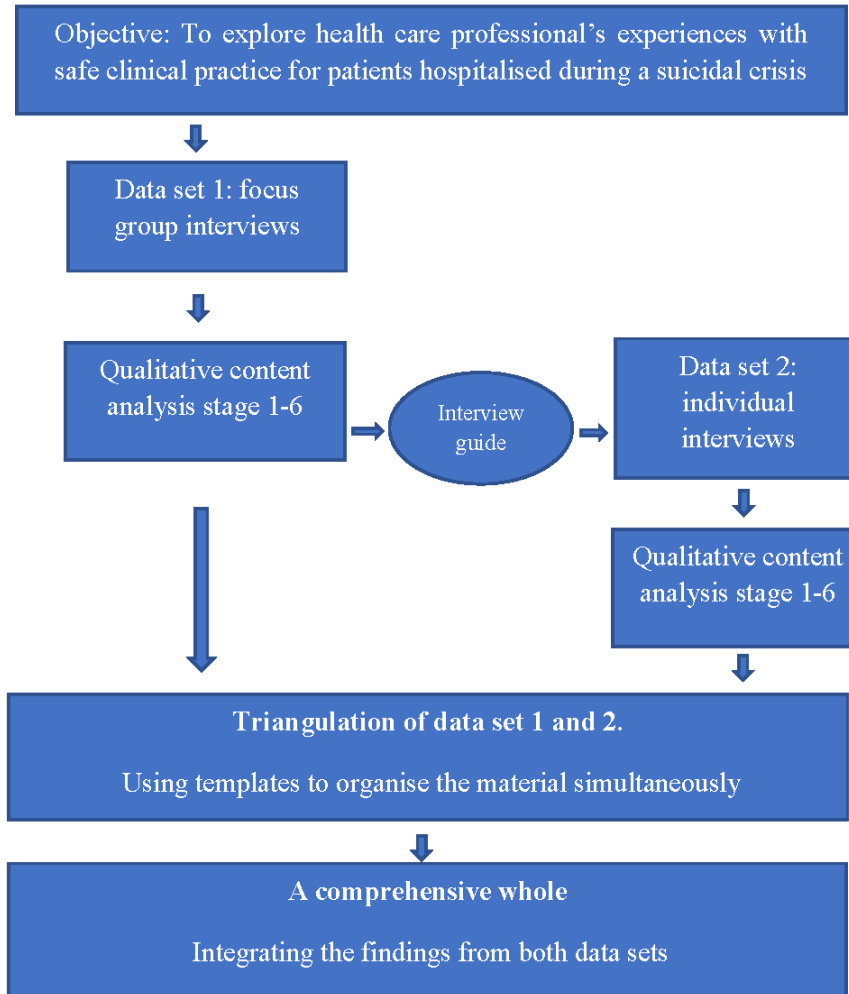 Objective: To explore health care professional’s experiences with
safe clinical practice for patients hospitalised during a suicidal crisis
Data set 1: focus
group interviews
Qualitative content
analysis stage 1-6
Interview
guide
Data set 2:
individual
interviews
Qualitative content
analysis stage 1-6
Triangulation of data set 1 and 2.
Using templates to organise the material simultaneously
A comprehensive whole
Integrating the findings from both data sets